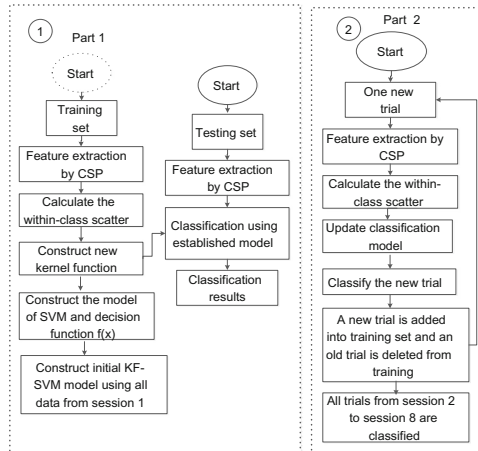 1
Part 1
Start
Training
set
Feature extraction
by CSP
Calculate the
within-class scatter
Construct new
kernel function
Construct the model
of SVM and decision
function f(x)
Construct initial KF-
SVM model using all
data from session 1
Start
Testing set
Feature extraction
by CSP
Classification using
established model
Classification
results
2
Part 2
Start
One new
trial
Feature extraction by
CSP
Calculate the within-
class scatter
Update classification
model
Classify the new trial
A new trial is added
into training set and an
old trial is deleted from
training
All trials from session 2
to session 8 are
classified